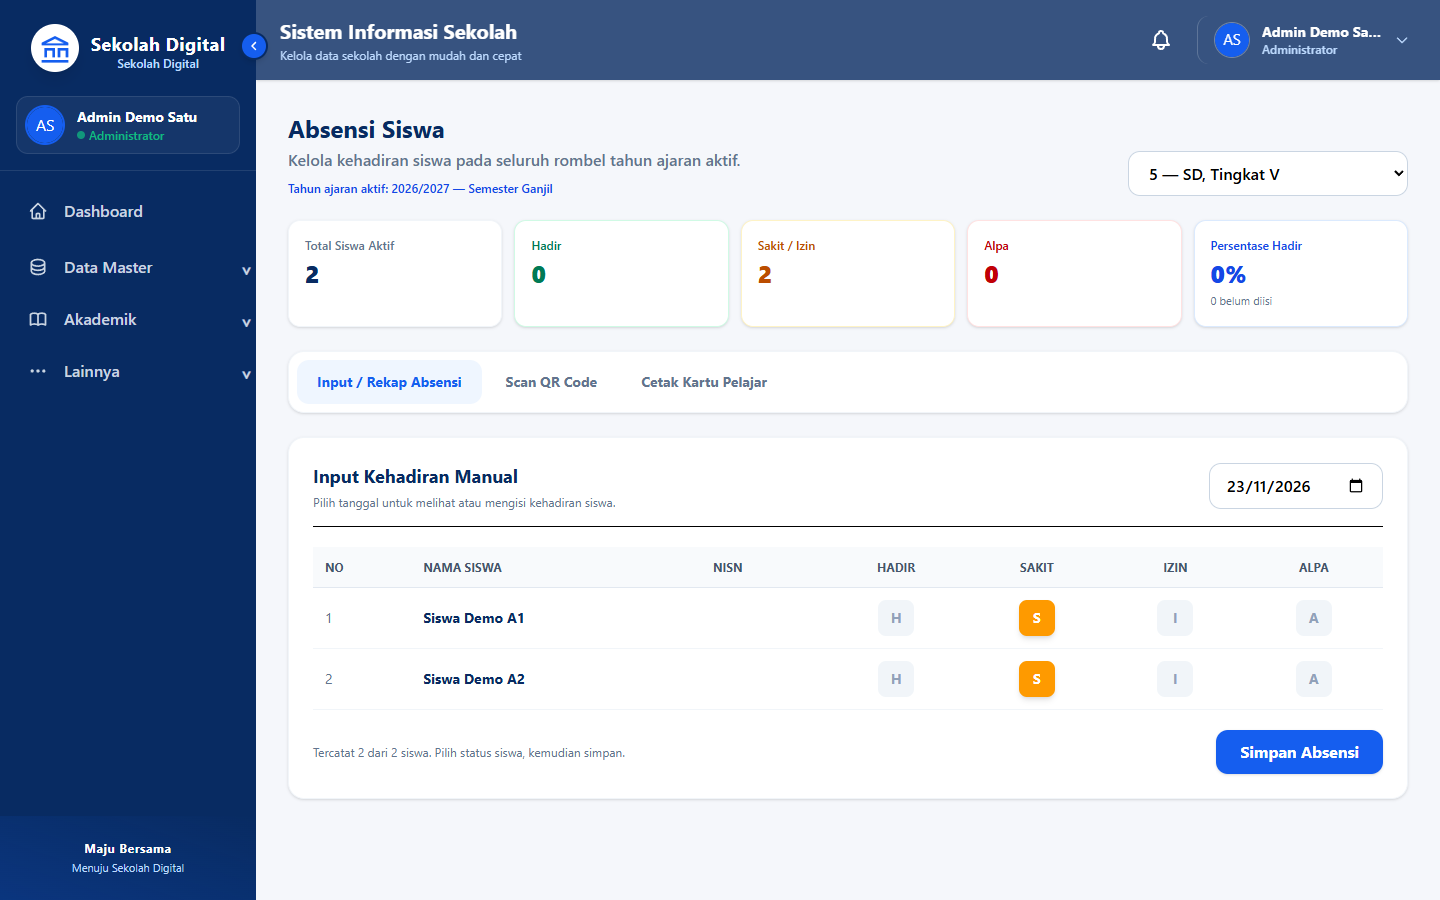 Sekolah Digital
Sekolah Digital
AS
Admin Demo Satu
Administrator
Dashboard
Data Master
Akademik
Lainnya
Maju Bersama
Menuju Sekolah Digital
Sistem Informasi Sekolah
Kelola data sekolah dengan mudah dan cepat
AS
Admin Demo Sa...
Administrator
Absensi Siswa
Kelola kehadiran siswa pada seluruh rombel tahun ajaran aktif.
Tahun ajaran aktif: 2026/2027 — Semester Ganjil
5 — SD, Tingkat V
Total Siswa Aktif
2
Hadir
0
Sakit / Izin
2
Alpa
0
Persentase Hadir
0%
0 belum diisi
Input / Rekap Absensi
Scan QR Code
Cetak Kartu Pelajar
Input Kehadiran Manual
Pilih tanggal untuk melihat atau mengisi kehadiran siswa.
23/11/2026
NO NAMA SISWA NISN HADIR SAKIT IZIN ALPA
1 Siswa Demo A1 H S I A
2 Siswa Demo A2 H S I A
Tercatat 2 dari 2 siswa. Pilih status siswa, kemudian simpan.
Simpan Absensi